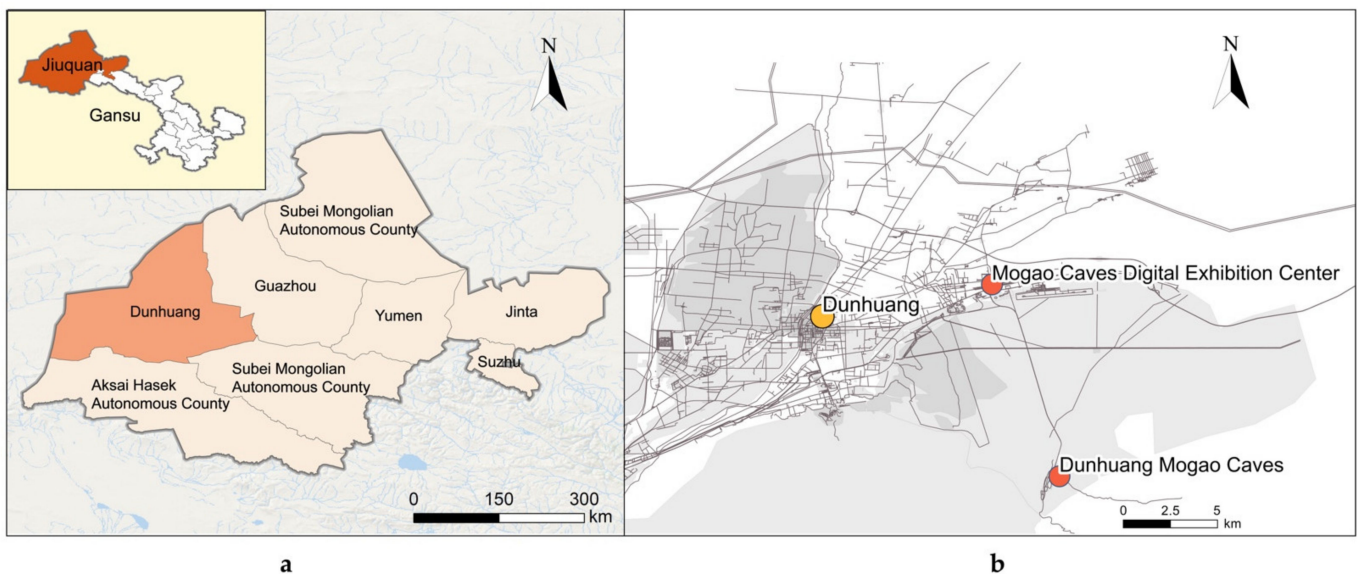 Jiuquan
Gansu
N
Subei Mongolian
Autonomous County
Guazhou
Dunhuang
Yumen
Jinta
Suzhu
Subei Mongolian
Autonomous County
Aksai Hasek
Autonomous County
0 150 300
km
a
N
Mogao Caves Digital Exhibition Center
Dunhuang
Dunhuang Mogao Caves
0 2.5 5
km
b